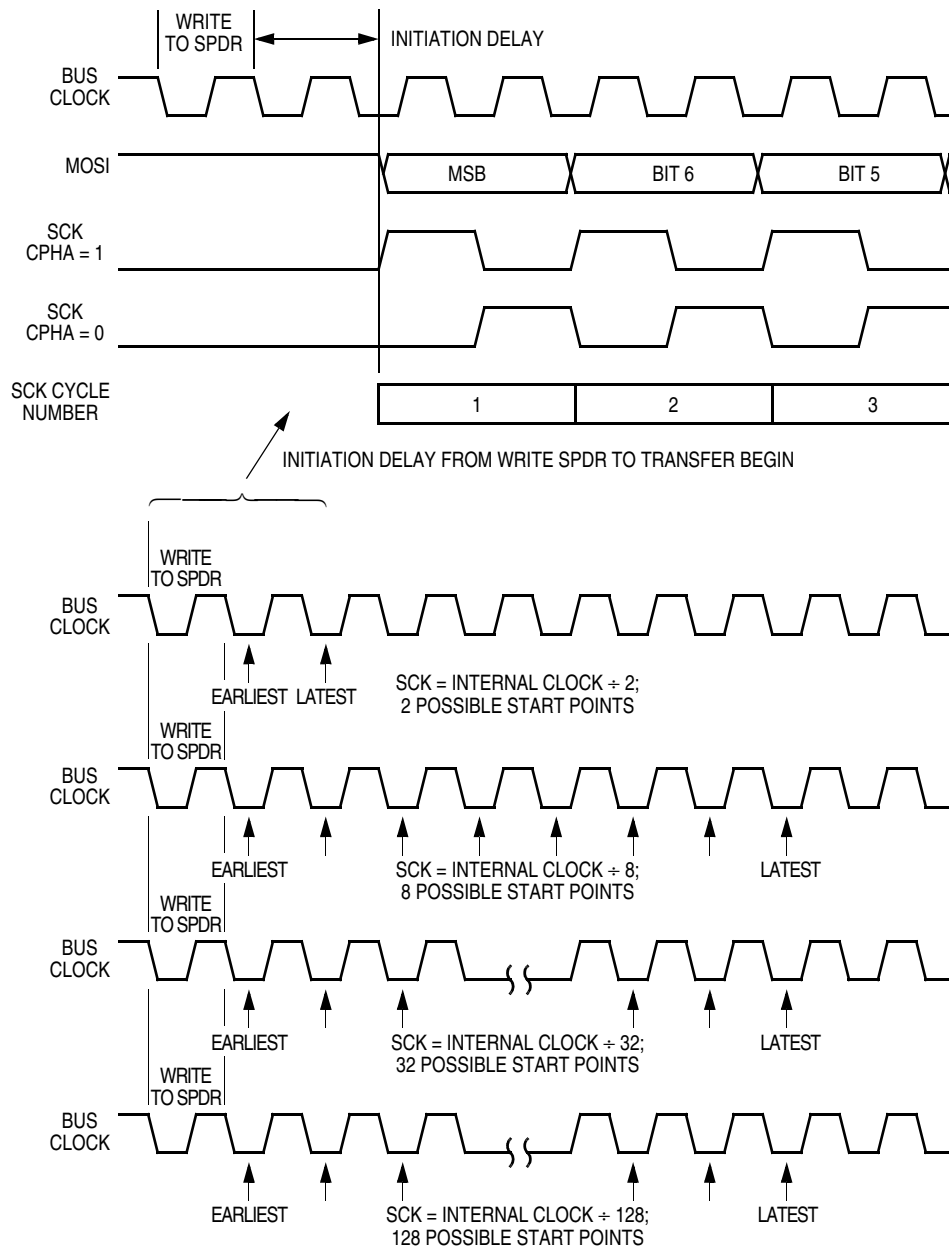 WRITE
TO SPDR
INITIATION DELAY
BUS
CLOCK
MOSI
MSB
BIT 6
BIT 5
SCK
CPHA = 1
SCK
CPHA = 0
SCK CYCLE
NUMBER
1
2
3
INITIATION DELAY FROM WRITE SPDR TO TRANSFER BEGIN
WRITE
TO SPDR
BUS
CLOCK
EARLIEST
LATEST
SCK = INTERNAL CLOCK ÷ 2;
2 POSSIBLE START POINTS
WRITE
TO SPDR
BUS
CLOCK
EARLIEST
SCK = INTERNAL CLOCK ÷ 8;
8 POSSIBLE START POINTS
LATEST
WRITE
TO SPDR
BUS
CLOCK
EARLIEST
SCK = INTERNAL CLOCK ÷ 32;
32 POSSIBLE START POINTS
LATEST
WRITE
TO SPDR
BUS
CLOCK
EARLIEST
SCK = INTERNAL CLOCK ÷ 128;
128 POSSIBLE START POINTS
LATEST